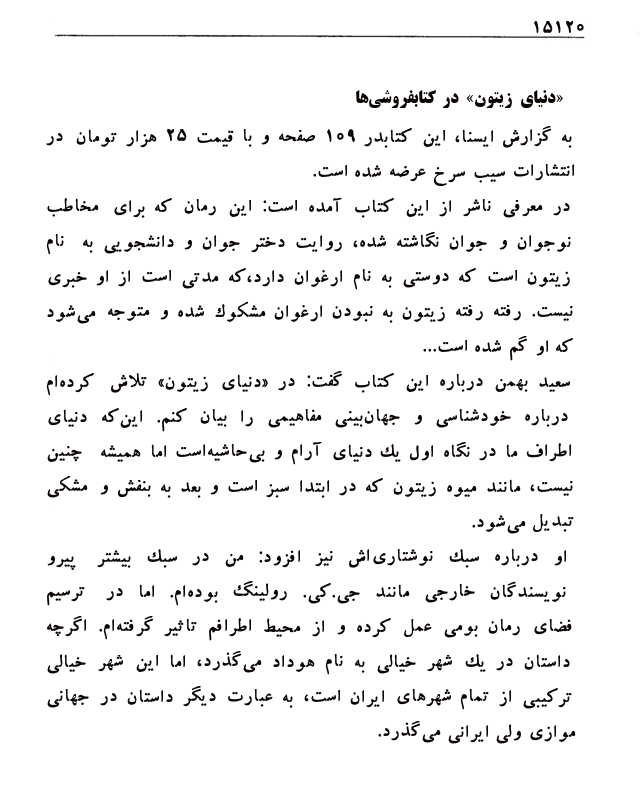 ۱۵۱۲۰
«دنیای زیتون» در کتابفروشی‌ها
به گزارش ایسنا، این کتابدر ۱۰۹ صفحه و با قیمت ۲۵ هزار تومان در
انتشارات سیب سرخ عرضه شده است.
در معرفی ناشر از این کتاب آمده است: این رمان که برای مخاطب
نوجوان و جوان نگاشته شده، روایت دختر جوان و دانشجویی به نام
زیتون است که دوستی به نام ارغوان دارد،که مدتی است از او خبری
نیست. رفته رفته زیتون به نبودن ارغوان مشکوك شده و متوجه می‌شود
که او گم شده است...
سعید بهمن درباره این کتاب گفت: در «دنیای زیتون» تلاش کرده‌ام
درباره خودشناسی و جهان‌بینی مفاهیمی را بیان کنم. این‌که دنیای
اطراف ما در نگاه اول یك دنیای آرام و بی‌حاشیه‌است اما همیشه چنین
نیست، مانند میوه زیتون که در ابتدا سبز است و بعد به بنفش و مشکی
تبدیل می‌شود.
او درباره سبك نوشتاری‌اش نیز افزود: من در سبك بیشتر پیرو
نویسندگان خارجی مانند جی.کی. رولینگ بوده‌ام. اما در ترسیم
فضای رمان بومی عمل کرده و از محیط اطرافم تاثیر گرفته‌ام. اگرچه
داستان در یك شهر خیالی به نام هوداد می‌گذرد، اما این شهر خیالی
ترکیبی از تمام شهرهای ایران است، به عبارت دیگر داستان در جهانی
موازی ولی ایرانی می‌گذرد.